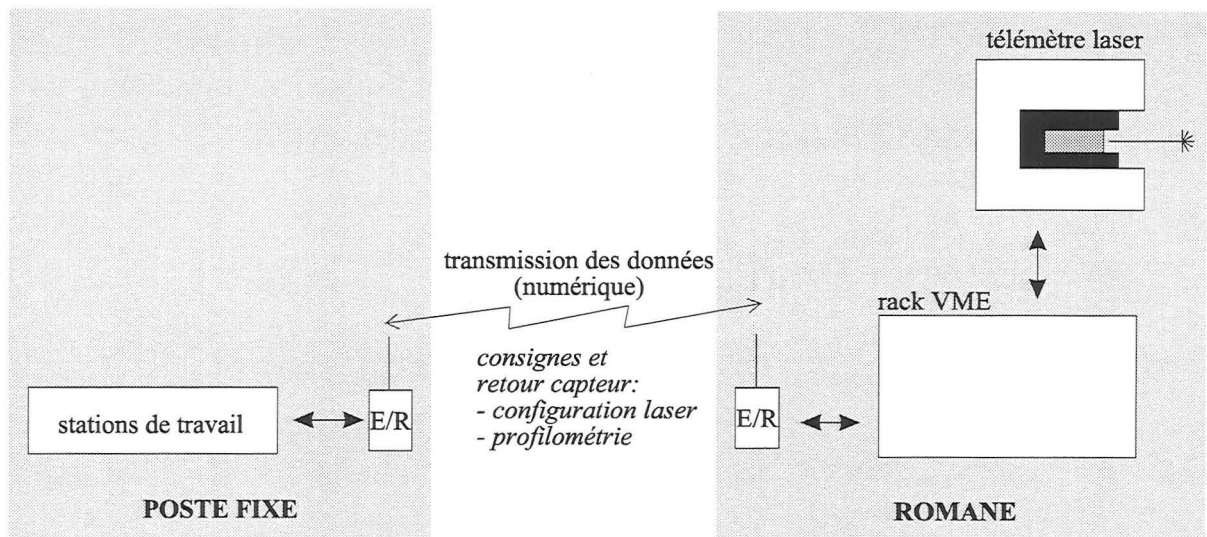 télémètre laser
transmission des données
(numérique)
rack VME
consignes et
retour capteur:
- configuration laser
- profilométrie
stations de travail
E/R
E/R
POSTE FIXE
ROMANE